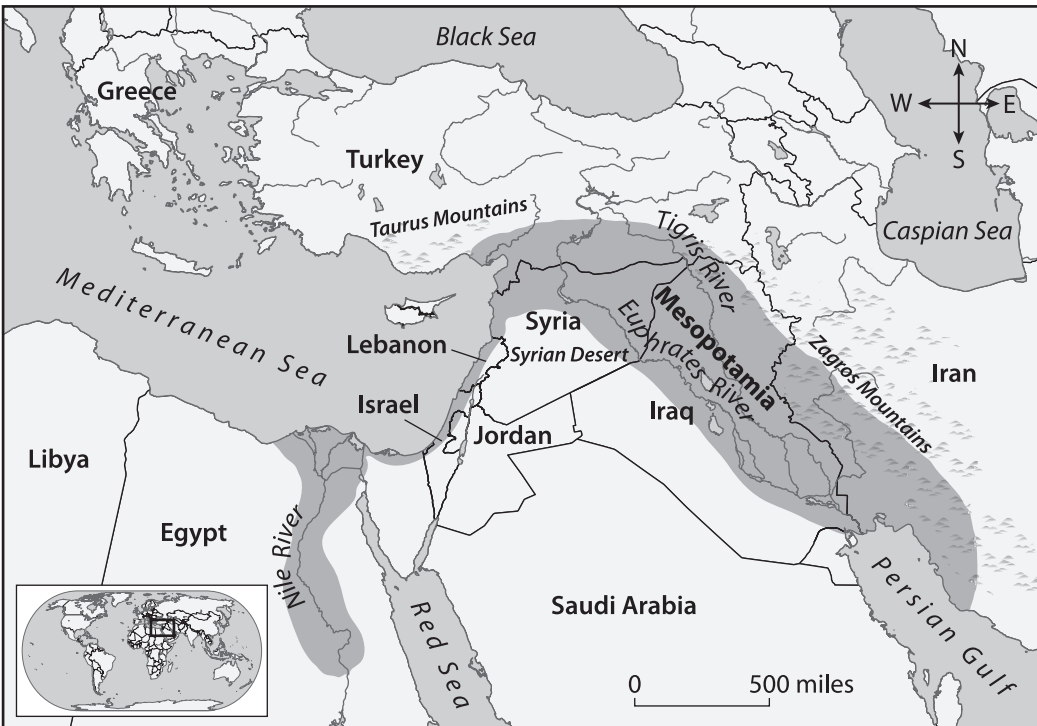 Black Sea
N
Greece
W
E
S
Turkey
Taurus Mountains
Tigris River
Caspian Sea
Mediterranean Sea
Mesopotamia
Syria
Euphrates River
Lebanon
Syrian Desert
Zagros Mountains
Iran
Israel
Iraq
Jordan
Libya
Egypt
Nile River
Persian Gulf
Saudi Arabia
Red Sea
0
500 miles